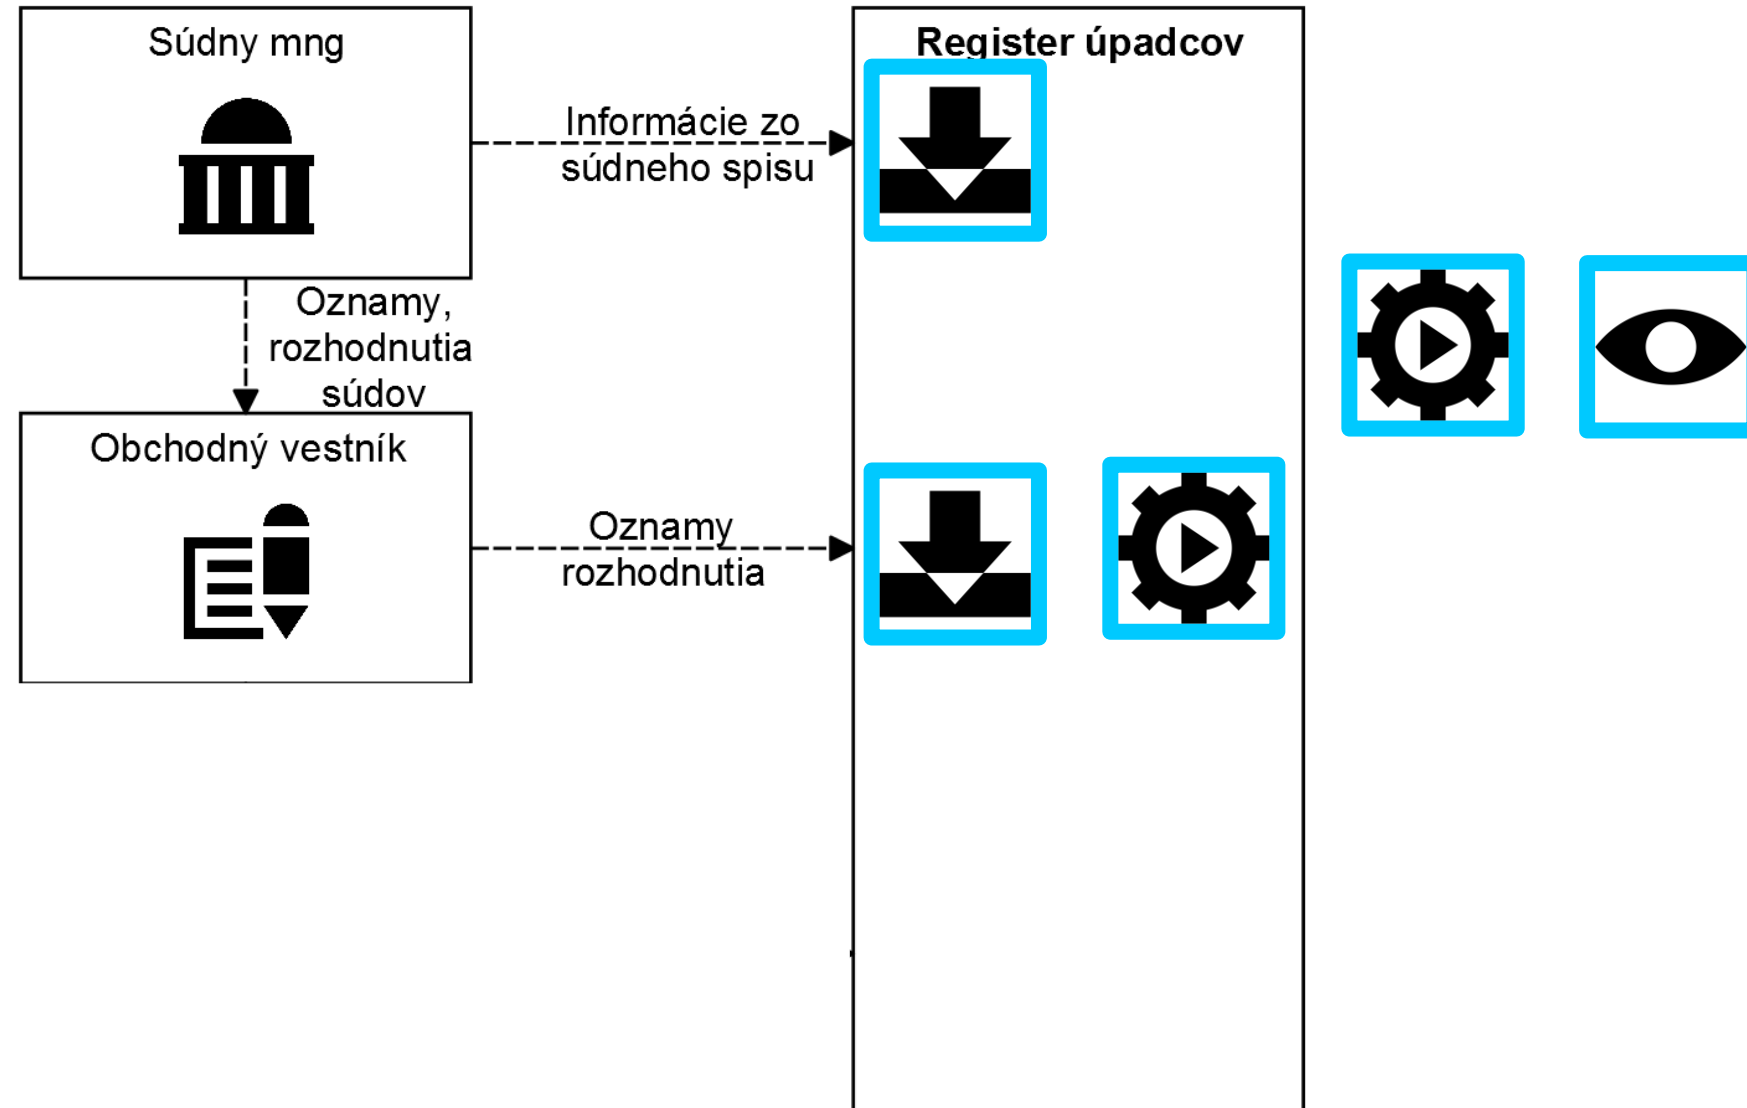 Súdny mng
Register úpadcov
Informácie zo
súdneho spisu
Oznamy,
rozhodnutia
súdov
Obchodný vestník
Oznamy
rozhodnutia